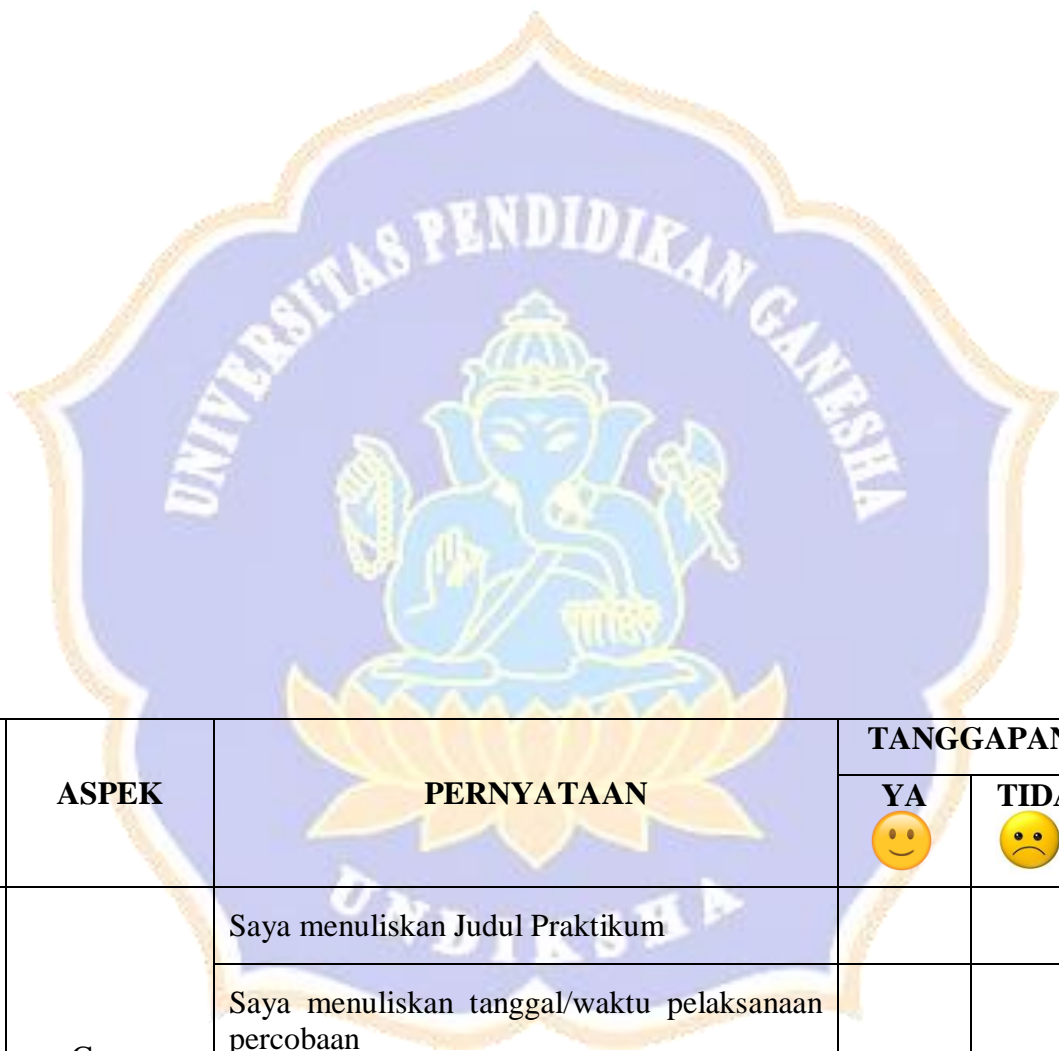 UNIVERSITAS PENDIDIKAN GANESHA
UNDIKSHA
ASPEK
PERNYATAAN
TANGGAPAN
YA
Saya menuliskan Judul Praktikum
Saya menuliskan tanggal/waktu pelaksanaan
percobaan